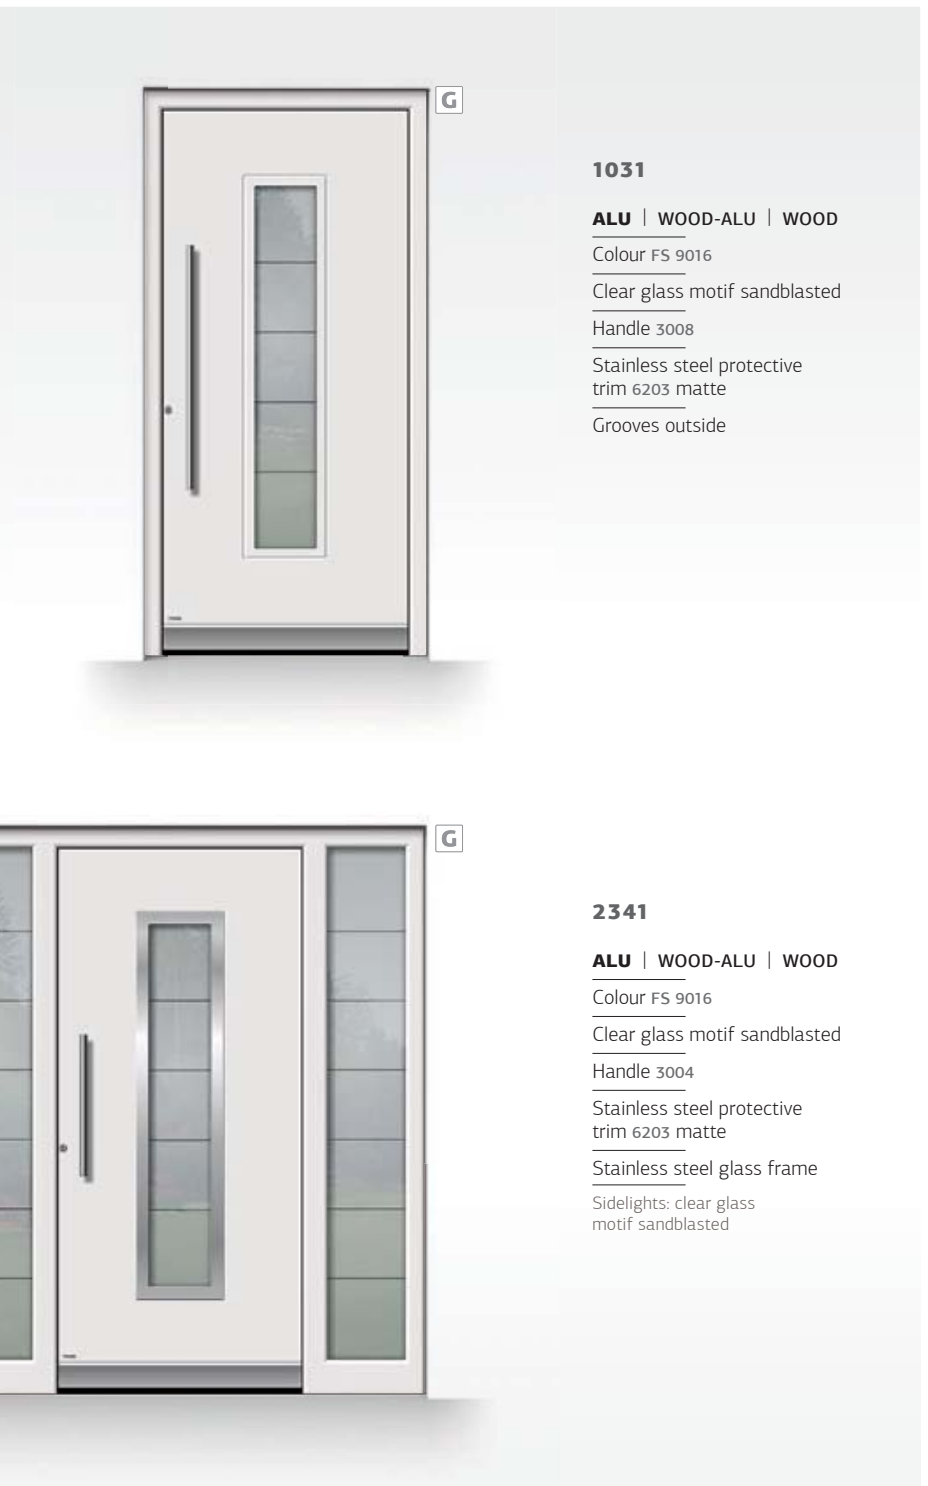 G
1031
ALU | WOOD-ALU | WOOD
Colour FS 9016
Clear glass motif sandblasted
Handle 3008
Stainless steel protective
trim 6203 matte
Grooves outside
G
2341
ALU | WOOD-ALU | WOOD
Colour FS 9016
Clear glass motif sandblasted
Handle 3004
Stainless steel protective
trim 6203 matte
Stainless steel glass frame
Sidelights: clear glass
motif sandblasted